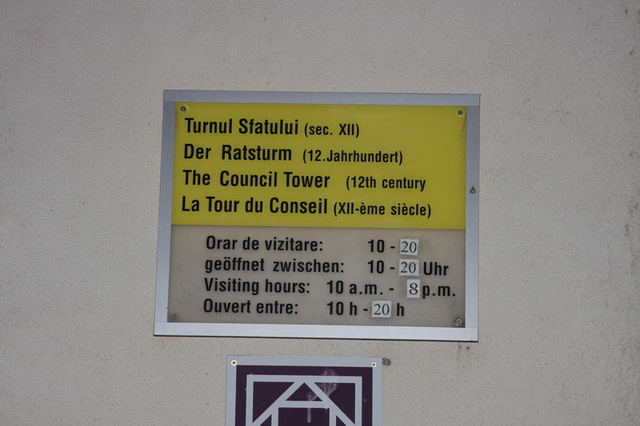 Turnul Sfatului (sec. XII)
Der Ratsturm (12.Jahrhundert)
The Council Tower (12th century
La Tour du Conseil (XII-ème siècle)
Orar de vizitare: 10 - 20
geöffnet zwischen: 10 - 20 Uhr
Visiting hours: 10 a.m. - 8 p.m.
Ouvert entre: 10 h - 20 h